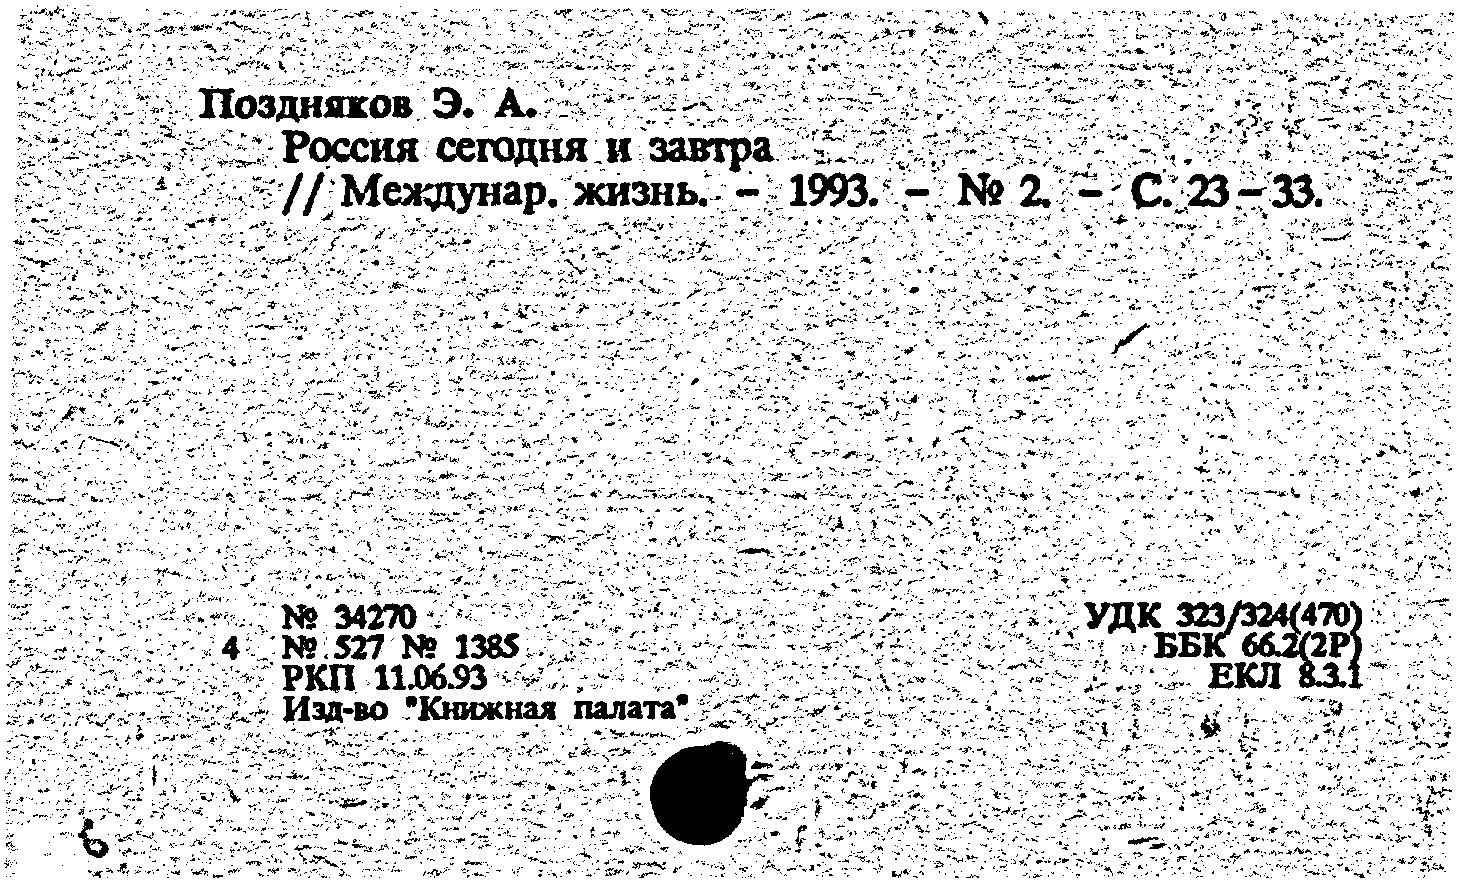 Поздняков Э. А.
Россия сегодня и завтра
// Междунар. жизнь. - 1993. - № 2. - С. 23-33.
№ 34270
4 № 527 № 1385
РКП 11.06.93
Изд-во "Книжная палата"
УДК 323/324(470)
ББК 66.2(2Р)
ЕКЛ 8.3.1
6